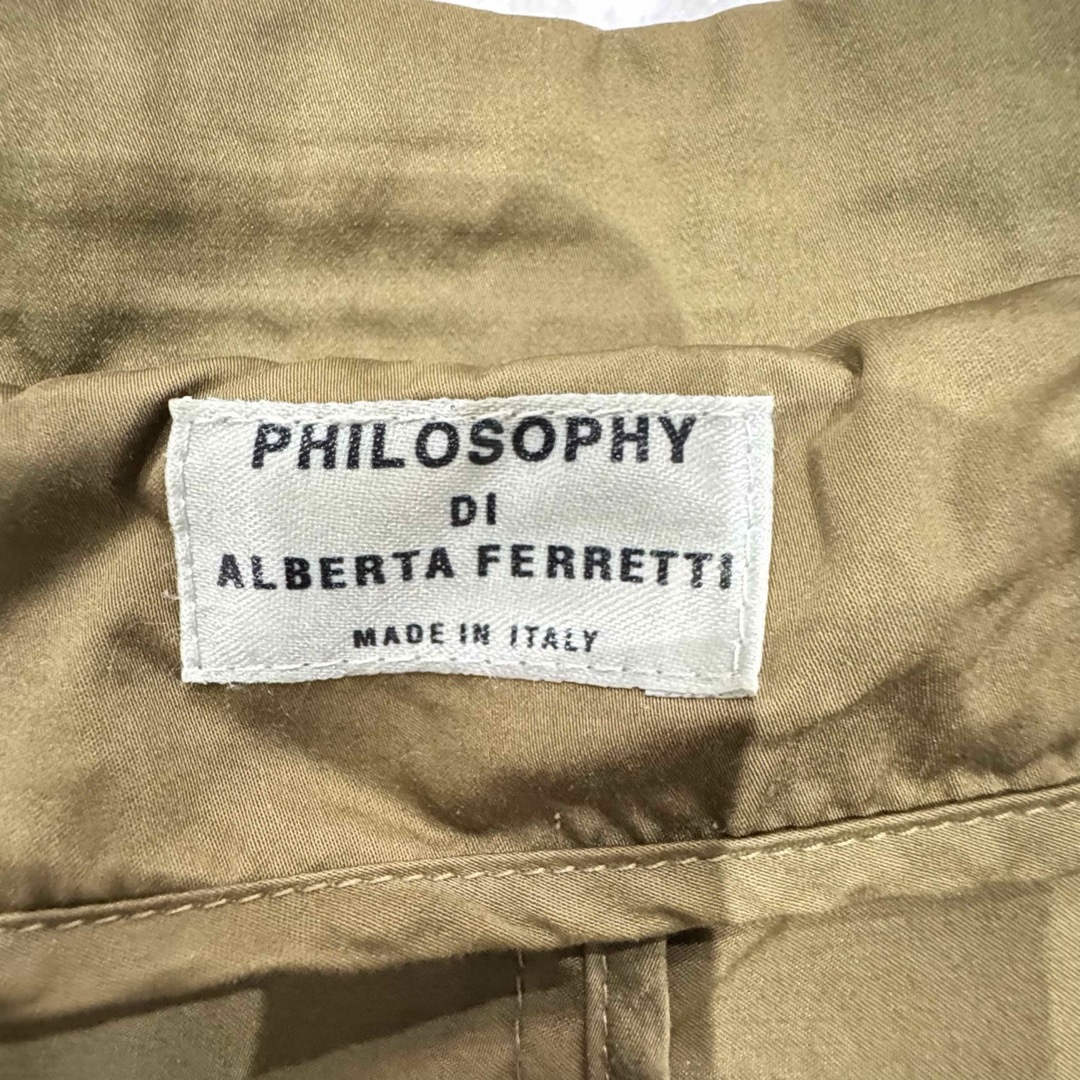 PHILOSOPHY
DI
ALBERTA FERRETTI
MADE IN ITALY